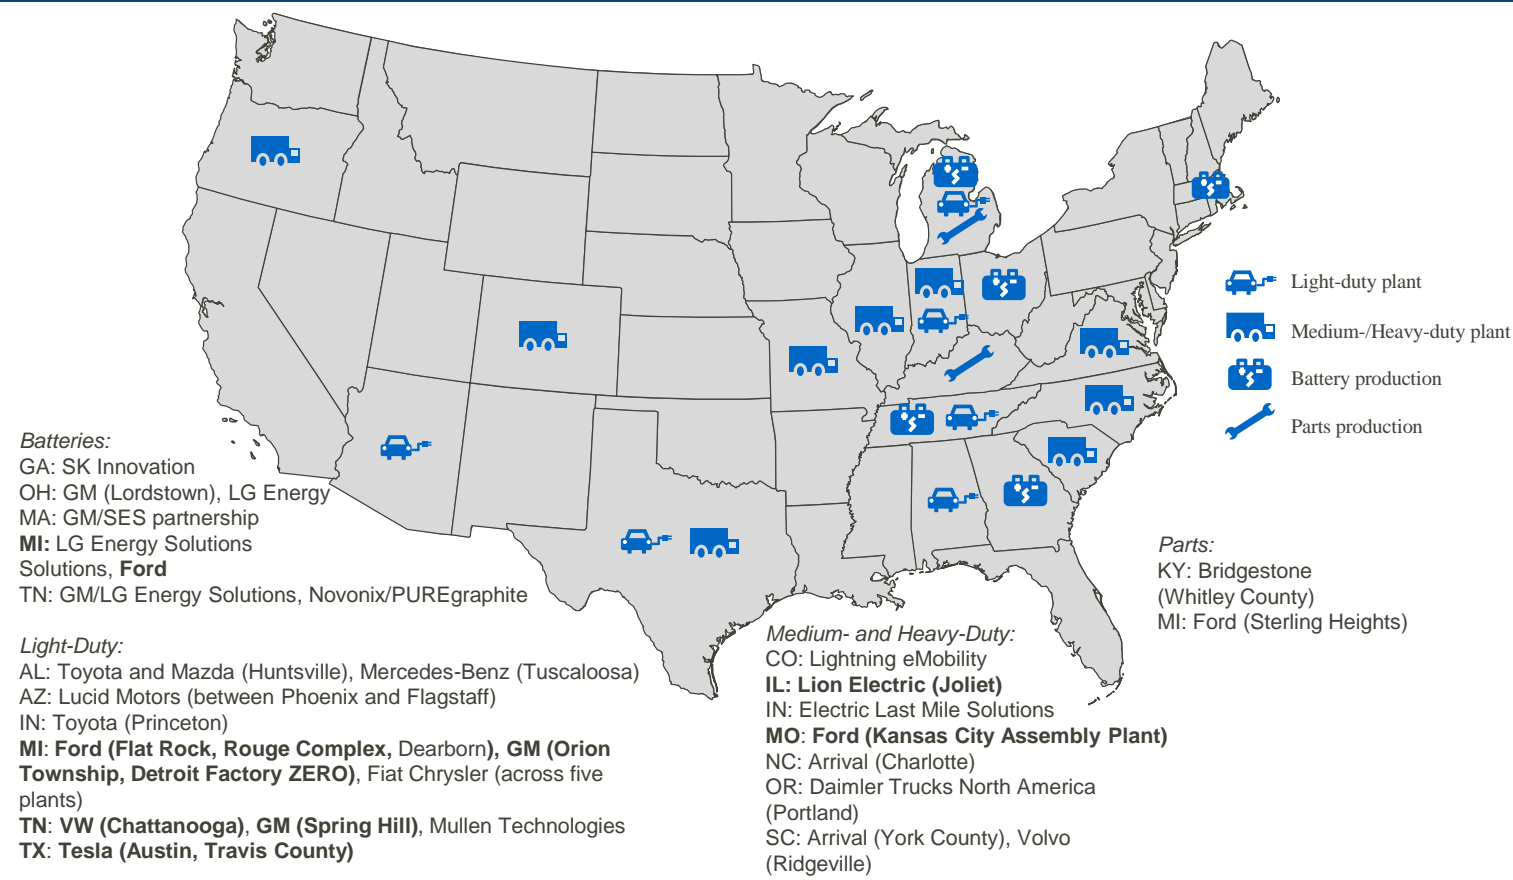 Light-duty plant
Medium-/Heavy-duty plant
Battery production
Parts production
Batteries:
GA: SK Innovation
OH: GM (Lordstown), LG Energy
MA: GM/SES partnership
MI: LG Energy Solutions
Solutions, Ford
TN: GM/LG Energy Solutions, Novonix/PUREgraphite
Light-Duty:
AL: Toyota and Mazda (Huntsville), Mercedes-Benz (Tuscaloosa)
AZ: Lucid Motors (between Phoenix and Flagstaff)
IN: Toyota (Princeton)
MI: Ford (Flat Rock, Rouge Complex, Dearborn), GM (Orion
Township, Detroit Factory ZERO), Fiat Chrysler (across five
plants)
TN: VW (Chattanooga), GM (Spring Hill), Mullen Technologies
TX: Tesla (Austin, Travis County)
Medium- and Heavy-Duty:
CO: Lightning eMobility
IL: Lion Electric (Joliet)
IN: Electric Last Mile Solutions
MO: Ford (Kansas City Assembly Plant)
NC: Arrival (Charlotte)
OR: Daimler Trucks North America
(Portland)
SC: Arrival (York County), Volvo
(Ridgeville)
Parts:
KY: Bridgestone
(Whitley County)
MI: Ford (Sterling Heights)